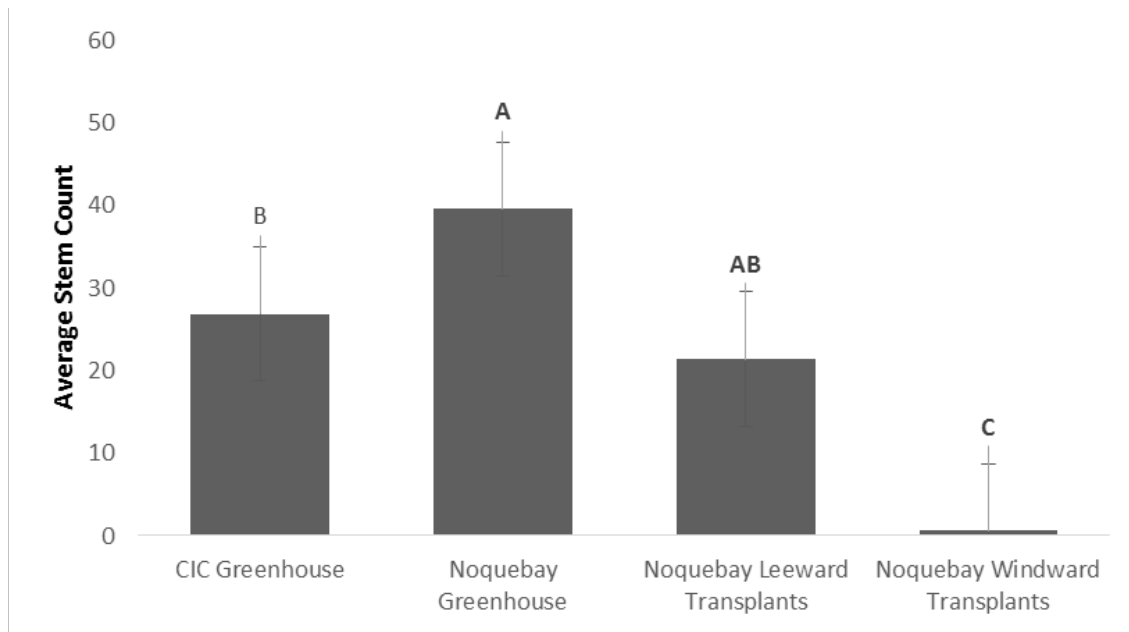 Average Stem Count
60
50
40
30
20
10
0
B
A
AB
C
CIC Greenhouse
Noquebay
Greenhouse
Noquebay Leeward
Transplants
Noquebay Windward
Transplants